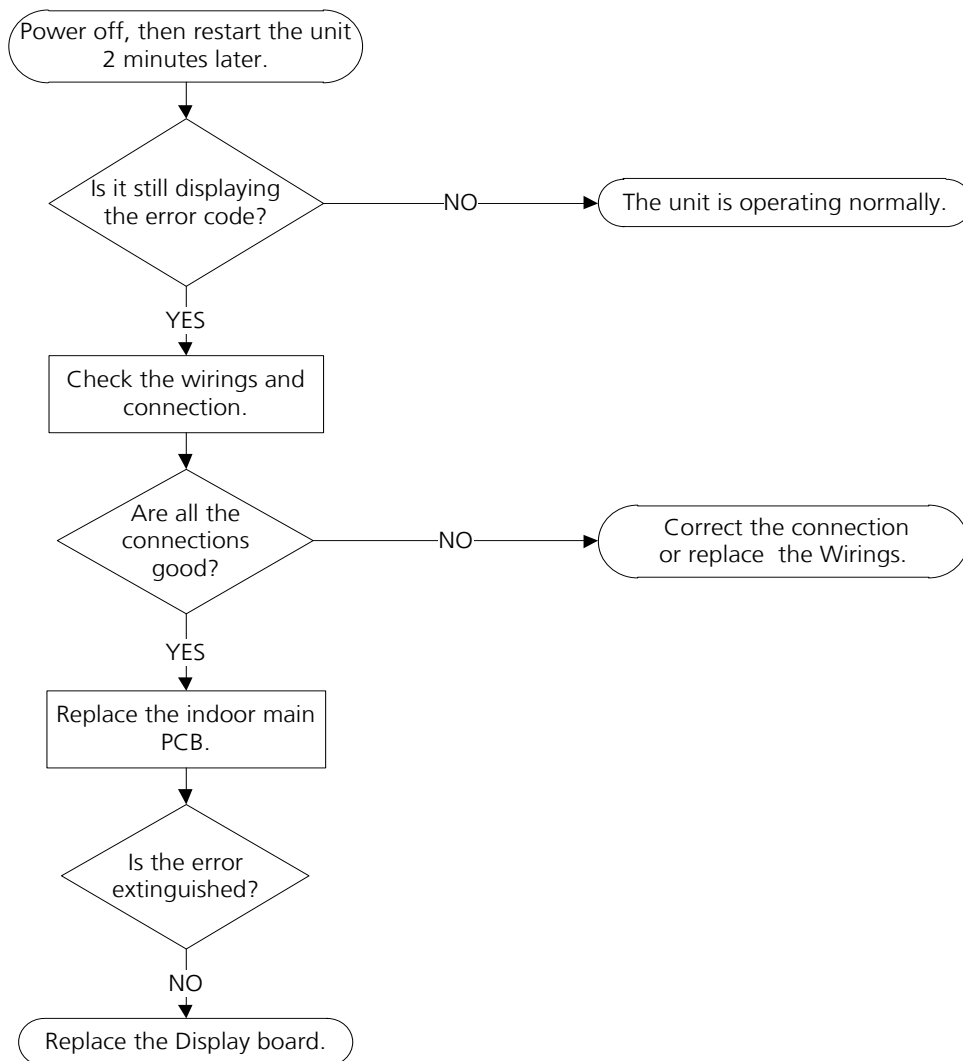 Power off, then restart the unit
2 minutes later.
Is it still displaying
the error code?
NO
The unit is operating normally.
YES
Check the wirings and
connection.
Are all the
connections
good?
NO
Correct the connection
or replace  the Wirings.
YES
Replace the indoor main
PCB.
Is the error
extinguished?
NO
Replace the Display board.